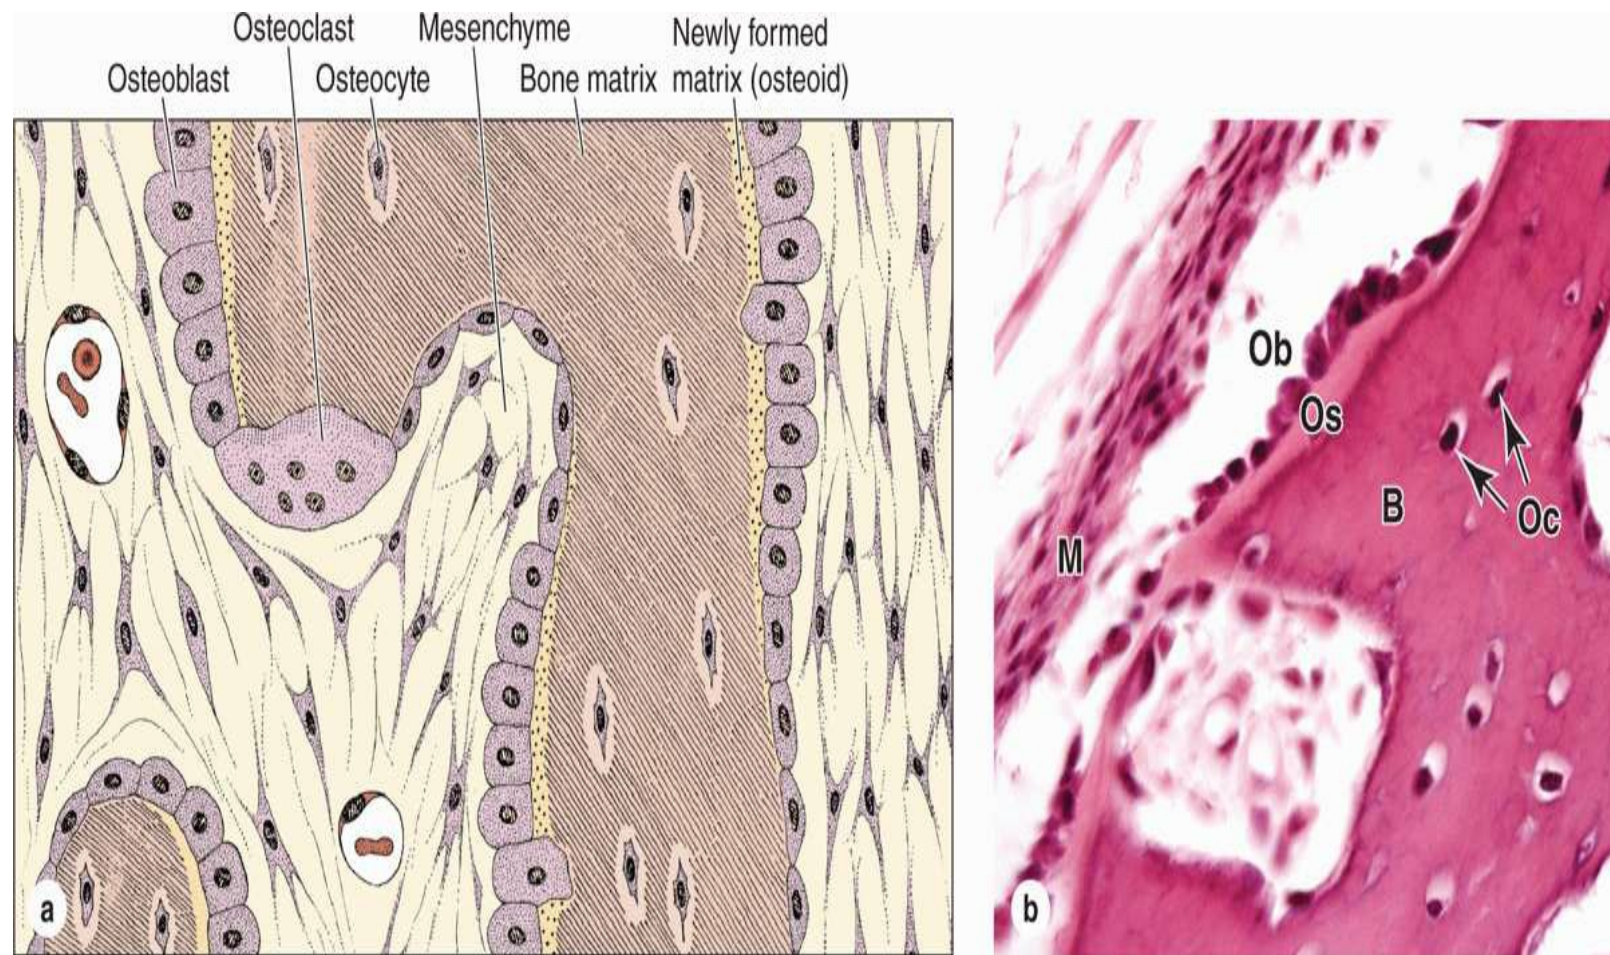 Osteoclast
Mesenchyme
Newly formed
Osteoblast
Osteocyte
Bone matrix
matrix (osteoid)
Ob
Os
B
Oc
M
a
b